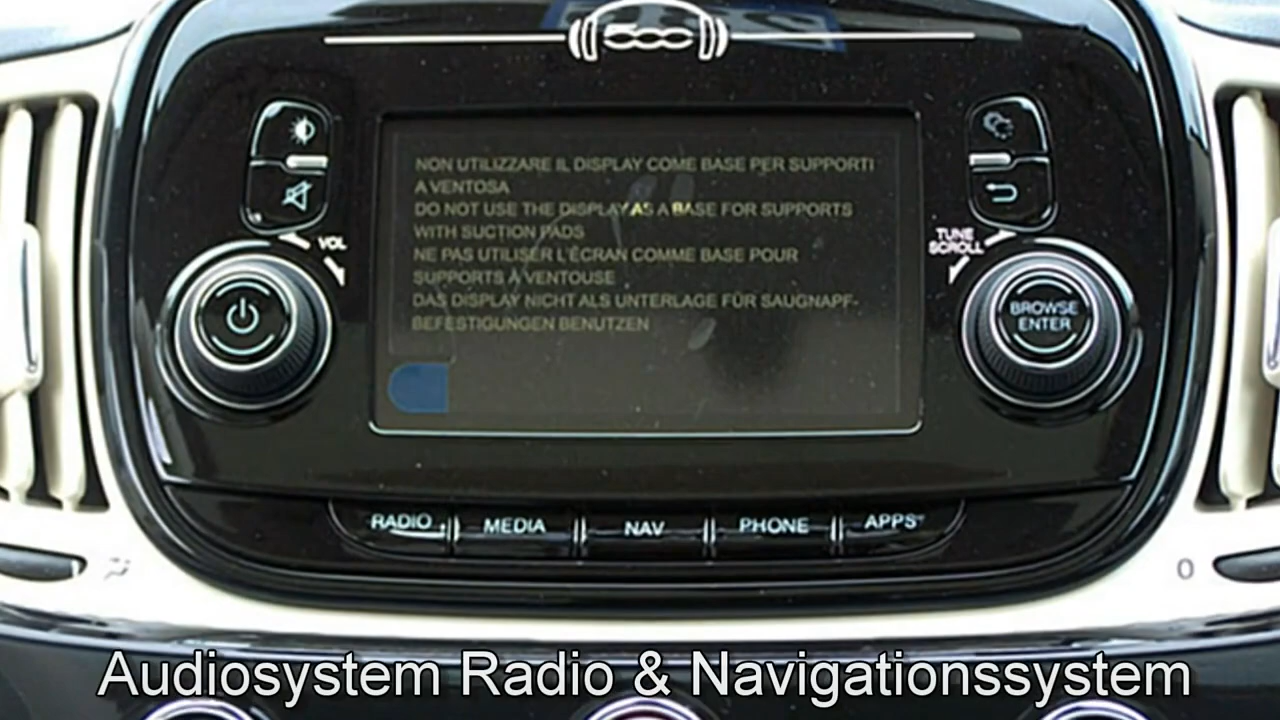 500
NON UTILIZZARE IL DISPLAY COME BASE PER SUPPORTI
A VENTOSA
DO NOT USE THE DISPLAY AS A BASE FOR SUPPORTS
WITH SUCTION PADS
NE PAS UTILISER L'ÉCRAN COMME BASE POUR
SUPPORTS À VENTOUSE
DAS DISPLAY NICHT ALS UNTERLAGE FÜR SAUGNAPF-
BEFESTIGUNGEN BENUTZEN
VOL
TUNE
SCROLL
BROWSE
ENTER
RADIO
MEDIA
NAV
PHONE
APPS
0
Audiosystem Radio & Navigationssystem